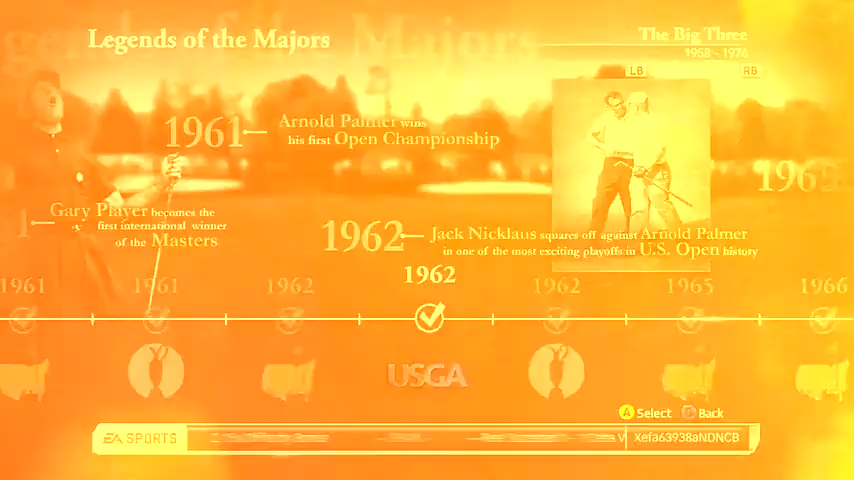 Legends of the Majors
The Big Three
1958 - 1976
LB
RB
1961
Arnold Palmer wins
his first Open Championship
Gary Player becomes the
first international winner
of the Masters
1962
Jack Nicklaus squares off against Arnold Palmer
in one of the most exciting playoffs in U.S. Open history
1962
1961
1961
1962
1962
1965
1966
USGA
A Select
Back
EA SPORTS
Xefa63938aNDNCB